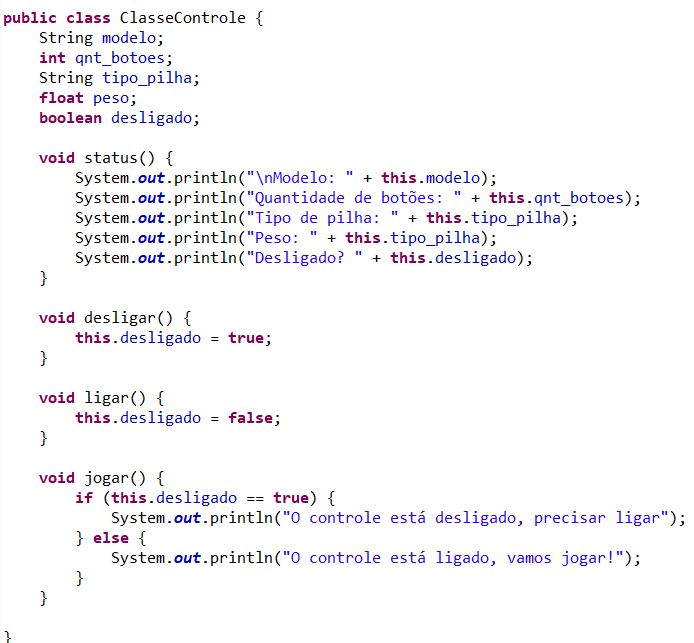 public class ClasseControle {
    String modelo;
    int qnt_botoes;
    String tipo_pilha;
    float peso;
    boolean desligado;

    void status() {
        System.out.println("\nModelo: " + this.modelo);
        System.out.println("Quantidade de botões: " + this.qnt_botoes);
        System.out.println("Tipo de pilha: " + this.tipo_pilha);
        System.out.println("Peso: " + this.tipo_pilha);
        System.out.println("Desligado? " + this.desligado);
    }

    void desligar() {
        this.desligado = true;
    }

    void ligar() {
        this.desligado = false;
    }

    void jogar() {
        if (this.desligado == true) {
            System.out.println("O controle está desligado, precisar ligar");
        } else {
            System.out.println("O controle está ligado, vamos jogar!");
        }
    }

}